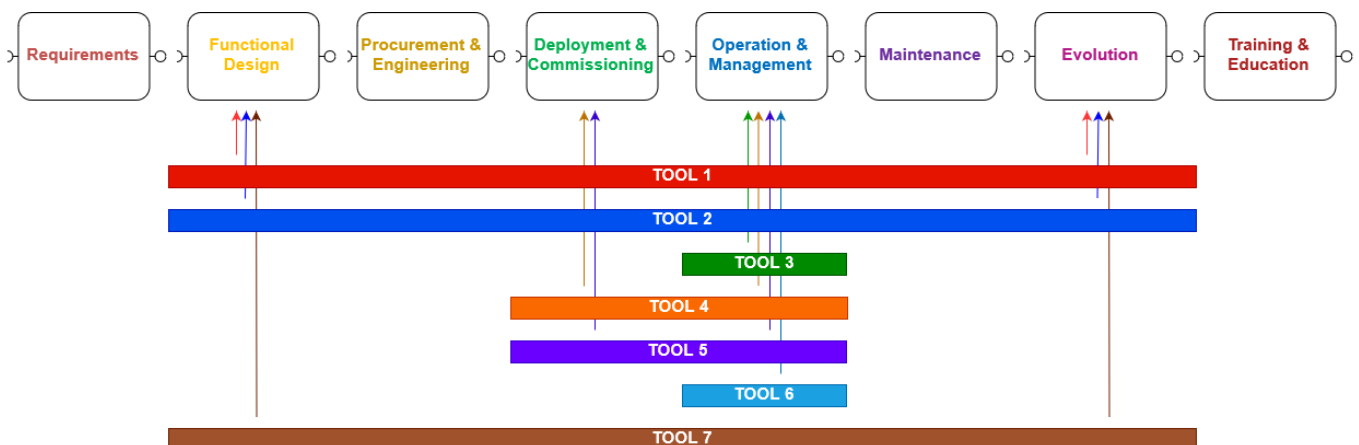 Requirements
Functional
Design
Procurement &
Engineering
Deployment &
Commissioning
Operation &
Management
Maintenance
Evolution
Training &
Education
TOOL 1
TOOL 2
TOOL 3
TOOL 4
TOOL 5
TOOL 6
TOOL 7